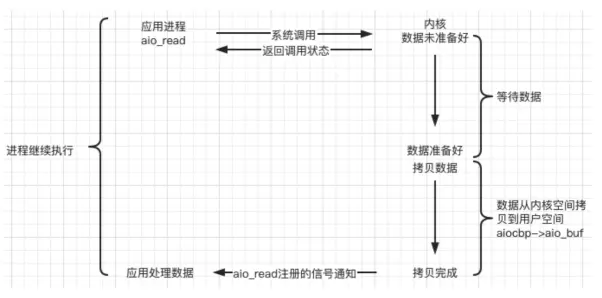 应用进程
aio_read
系统调用
返回调用状态
内核
数据未准备好
等待数据
进程继续执行
数据准备好
拷贝数据
数据从内核空间拷
贝到用户空间
aiocbp->aio_buf
应用处理数据
aio_read注册的信号通知
拷贝完成